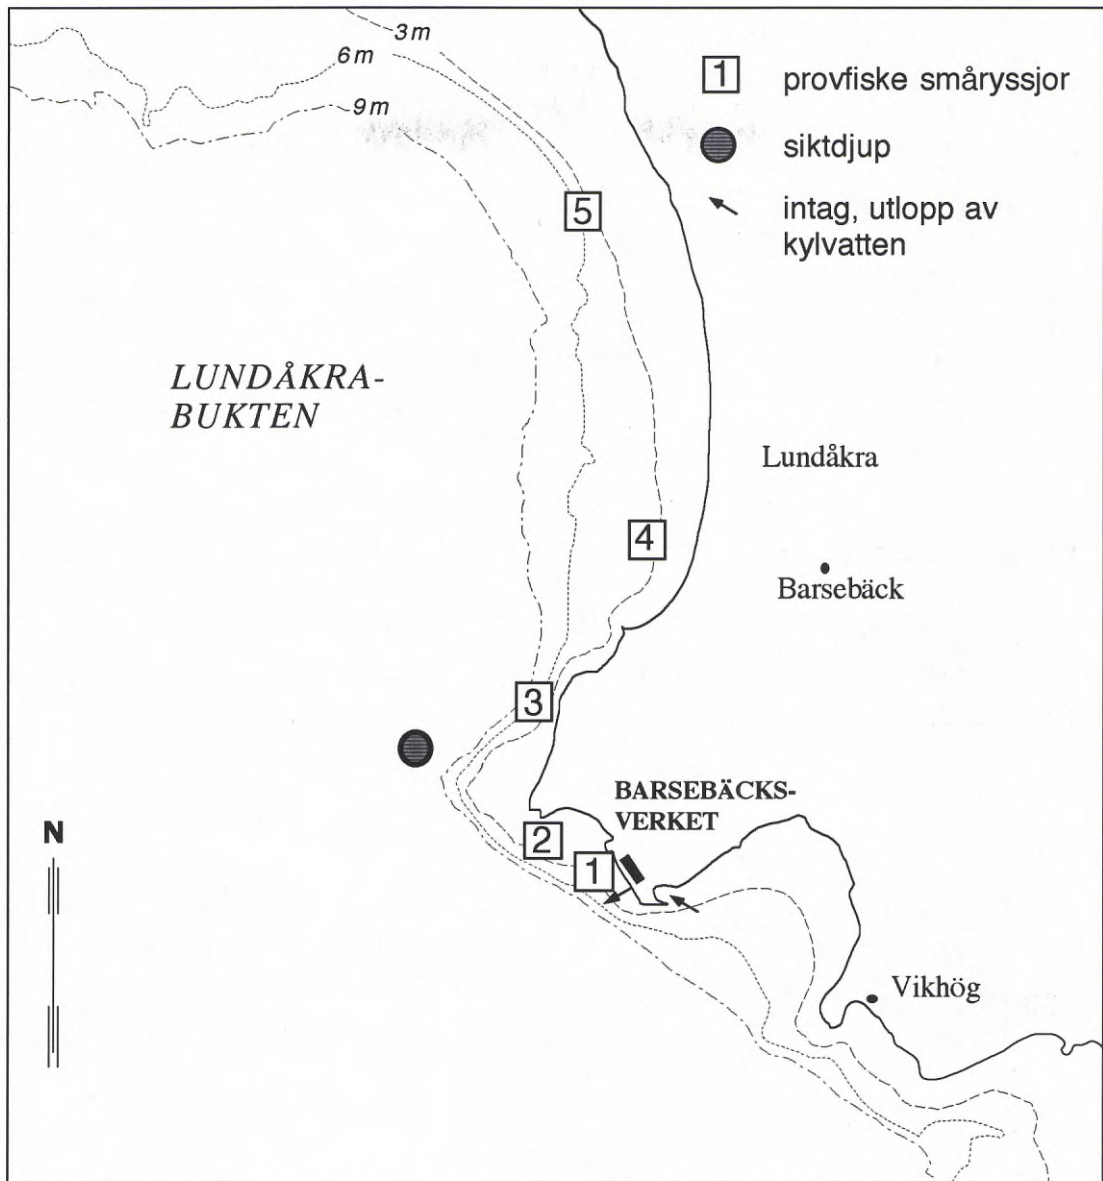 3m
6m
9m
1 provfiske småryssjor
siktdjup
intag, utlopp av
kylvatten
5
LUNDÅKRA-
BUKTEN
Lundåkra
4
Barsebäck
3
BARSEBÄCKS-
VERKET
N
2
1
Vikhög